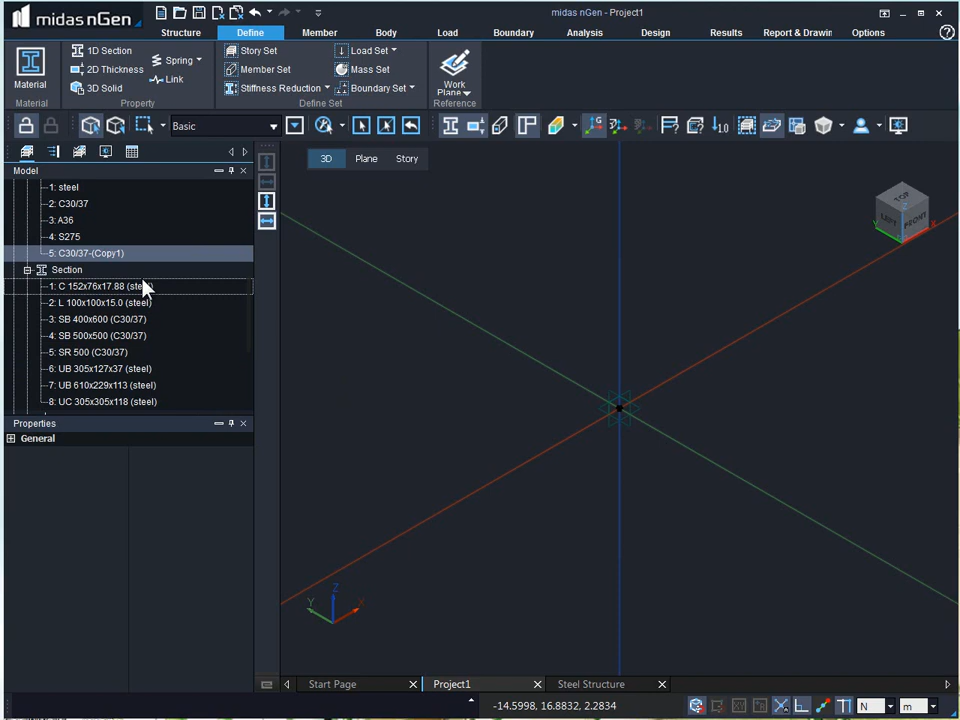 midas nGen
midas nGen - Project1
Structure Define Member Body Load Boundary Analysis Design Results Report & Drawin Options
Material
Material
1D Section
2D Thickness
3D Solid
Spring
Link
Property
Story Set
Member Set
Stiffness Reduction
Load Set
Mass Set
Boundary Set
Define Set
Work
Plane
Reference
Basic
1.0
Model
3D Plane Story
1: steel
2: C30/37
3: A36
4: S275
5: C30/37-(Copy1)
Section
1: C 152x76x17.88 (steel)
2: L 100x100x15.0 (steel)
3: SB 400x600 (C30/37)
4: SB 500x500 (C30/37)
5: SR 500 (C30/37)
6: UB 305x127x37 (steel)
7: UB 610x229x113 (steel)
8: UC 305x305x118 (steel)
TOP
LEFT FRONT
Z
Y X
Properties
General
Z
Y X
Start Page Project1 Steel Structure
-14.5998, 16.8832, 2.2834
N m